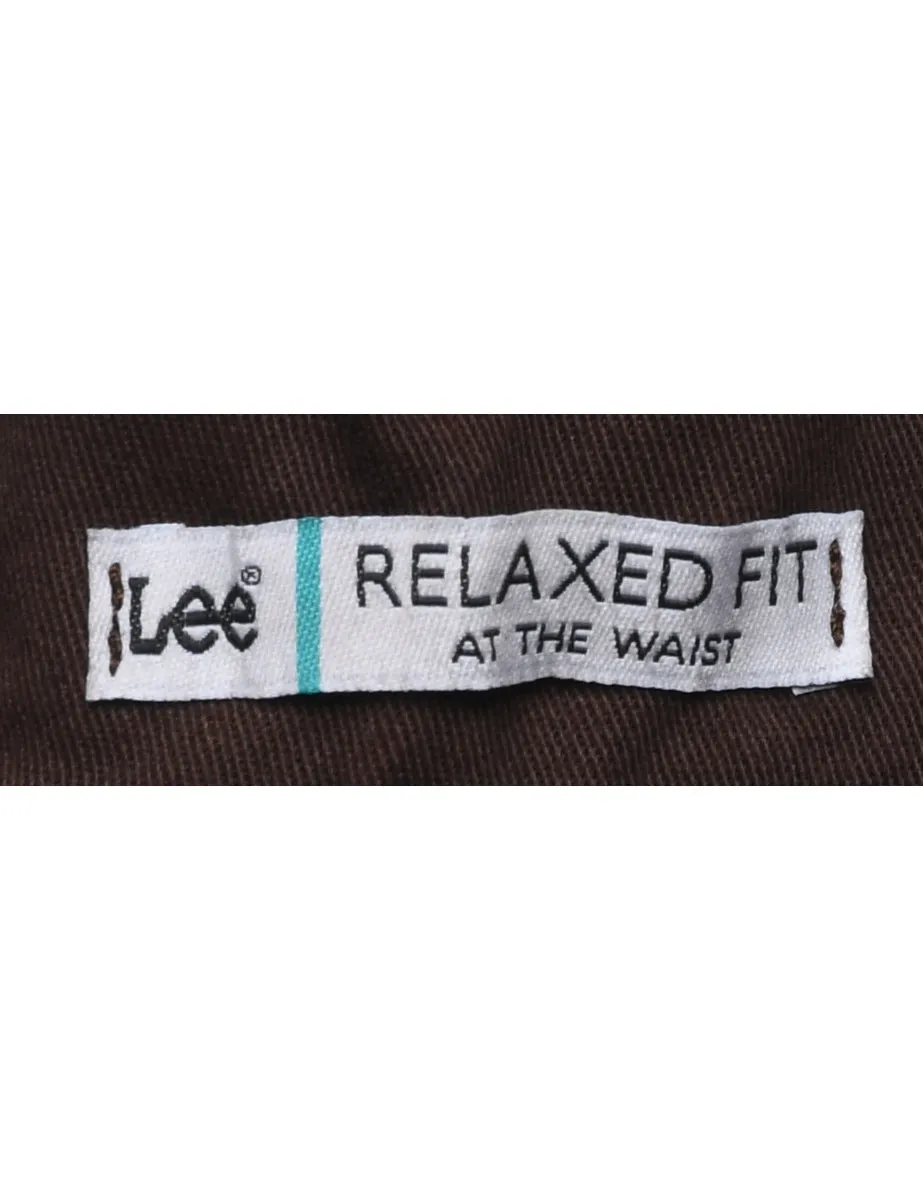 Lee®
RELAXED FIT
AT THE WAIST